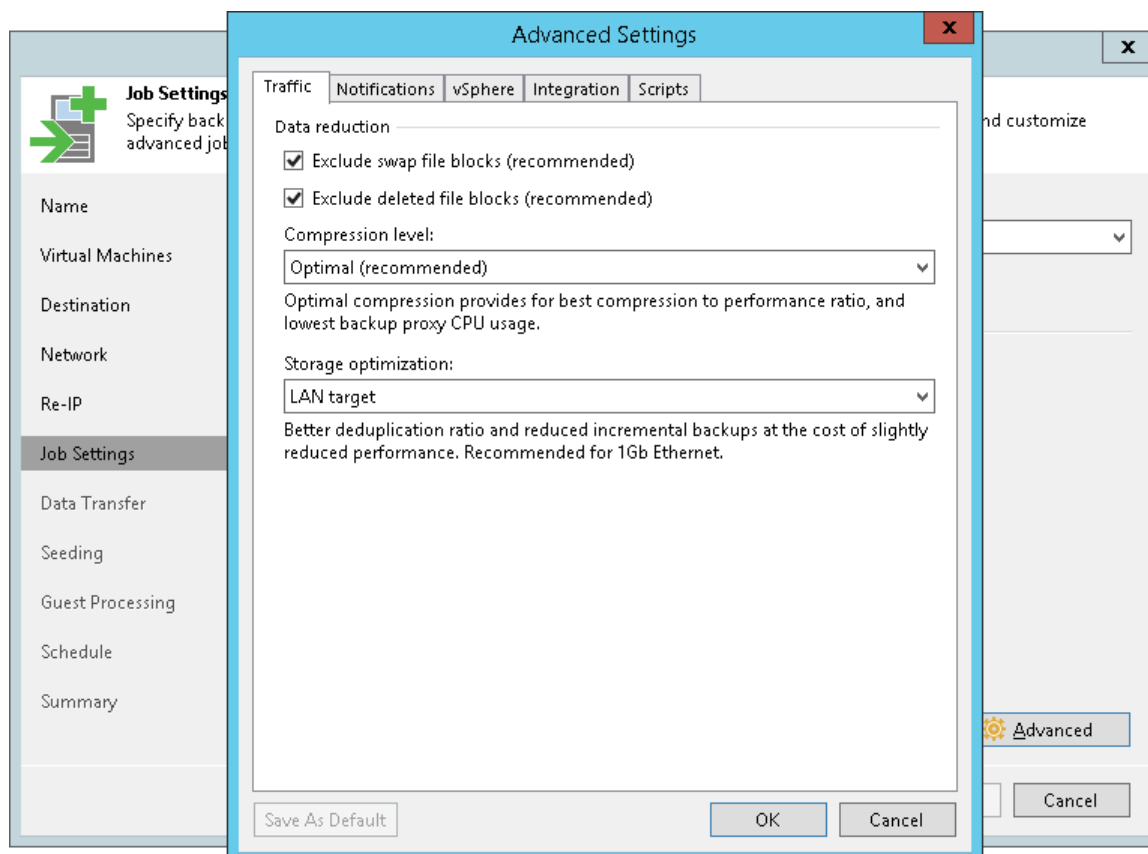 Advanced Settings
x
x
Job Settings
Specify back
advanced job
nd customize
Name
Virtual Machines
Destination
Network
Re-IP
Job Settings
Data Transfer
Seeding
Guest Processing
Schedule
Summary
Traffic
Notifications
vSphere
Integration
Scripts
Data reduction
Exclude swap file blocks (recommended)
Exclude deleted file blocks (recommended)
Compression level:
Optimal (recommended)
Optimal compression provides for best compression to performance ratio, and
lowest backup proxy CPU usage.
Storage optimization:
LAN target
Better deduplication ratio and reduced incremental backups at the cost of slightly
reduced performance. Recommended for 1Gb Ethernet.
Save As Default
OK
Cancel
Advanced
Cancel